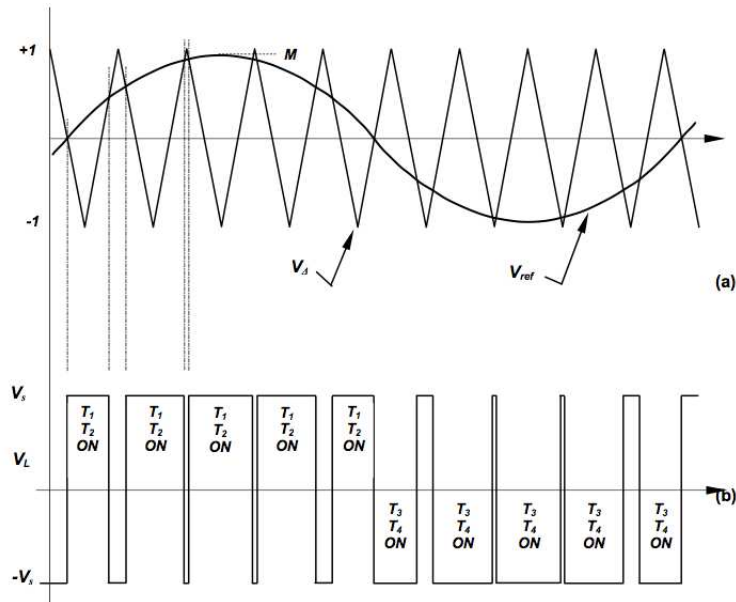 +1
M
-1
V_Δ
V_ref
(a)
V_s
T_1
T_2
ON
T_1
T_2
ON
T_1
T_2
ON
T_1
T_2
ON
T_1
T_2
ON
V_L
(b)
T_3
T_4
ON
T_3
T_4
ON
T_3
T_4
ON
T_3
T_4
ON
T_3
T_4
ON
-V_s